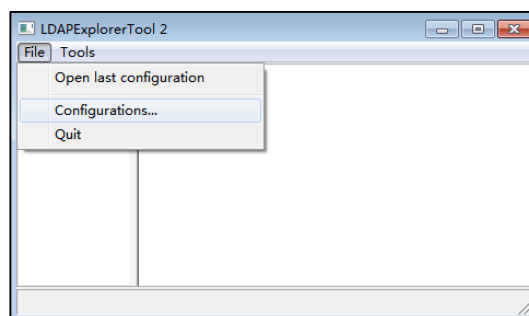 LDAPExplorerTool 2
File Tools
Open last configuration
Configurations...
Quit